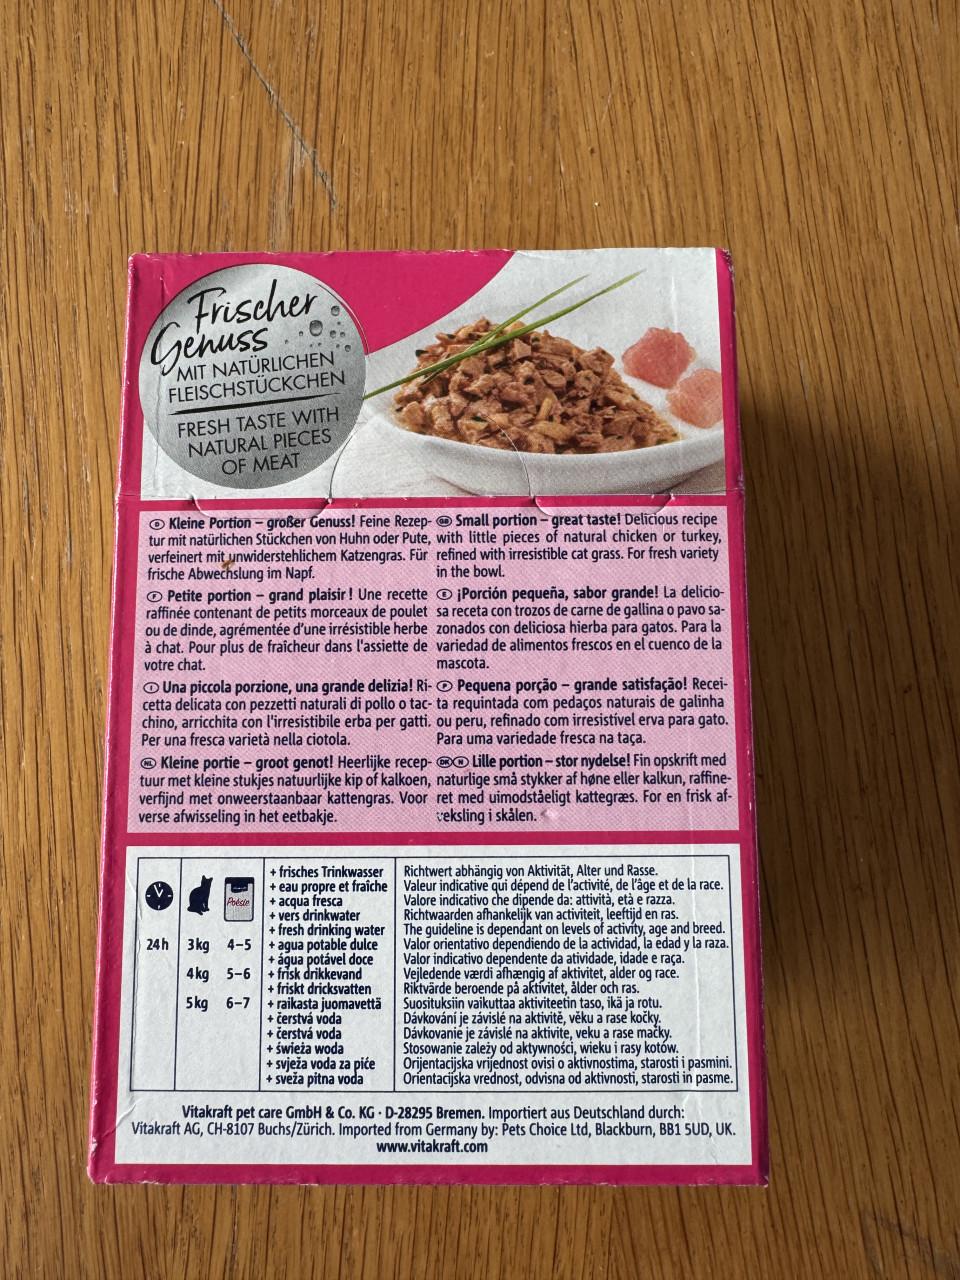 Frischer
Genuss
MIT NATÜRLICHEN
FLEISCHSTÜCKCHEN
FRESH TASTE WITH
NATURAL PIECES
OF MEAT
D Kleine Portion – großer Genuss! Feine Rezep-
tur mit natürlichen Stückchen von Huhn oder Pute,
verfeinert mit unwiderstehlichem Katzengras. Für
frische Abwechslung im Napf.
GB Small portion – great taste! Delicious recipe
with little pieces of natural chicken or turkey,
refined with irresistible cat grass. For fresh variety
in the bowl.
F Petite portion – grand plaisir ! Une recette
raffinée contenant de petits morceaux de poulet
ou de dinde, agrémentée d'une irrésistible herbe
à chat. Pour plus de fraîcheur dans l'assiette de
votre chat.
E ¡Porción pequeña, sabor grande! La delicio-
sa receta con trozos de carne de gallina o pavo sa-
zonados con deliciosa hierba para gatos. Para la
variedad de alimentos frescos en el cuenco de la
mascota.
I Una piccola porzione, una grande delizia! Ri-
cetta delicata con pezzetti naturali di pollo o tac-
chino, arricchita con l'irresistibile erba per gatti.
Per una fresca varietà nella ciotola.
P Pequena porção – grande satisfação! Recei-
ta requintada com pedaços naturais de galinha
ou peru, refinado com irresistível erva para gato.
Para uma variedade fresca na taça.
NL Kleine portie – groot genot! Heerlijke recep-
tuur met kleine stukjes natuurlijke kip of kalkoen,
verfijnd met onweerstaanbaar kattengras. Voor
verse afwisseling in het eetbakje.
DK N Lille portion – stor nydelse! Fin opskrift med
naturlige små stykker af høne eller kalkun, raffine-
ret med uimodståeligt kattegræs. For en frisk af-
veksling i skålen.
Poésie
24h 3kg 4–5
4kg 5–6
5kg 6–7
+ frisches Trinkwasser
+ eau propre et fraîche
+ acqua fresca
+ vers drinkwater
+ fresh drinking water
+ agua potable dulce
+ água potável doce
+ frisk drikkevand
+ friskt dricksvatten
+ raikasta juomavettä
+ čerstvá voda
+ čerstvá voda
+ świeża woda
+ svježa voda za piće
+ sveža pitna voda
Richtwert abhängig von Aktivität, Alter und Rasse.
Valeur indicative qui dépend de l'activité, de l'âge et de la race.
Valore indicativo che dipende da: attività, età e razza.
Richtwaarden afhankelijk van activiteit, leeftijd en ras.
The guideline is dependant on levels of activity, age and breed.
Valor orientativo dependiendo de la actividad, la edad y la raza.
Valor indicativo dependente da atividade, idade e raça.
Vejledende værdi afhængig af aktivitet, alder og race.
Riktvärde beroende på aktivitet, ålder och ras.
Suosituksiin vaikuttaa aktiviteetin taso, ikä ja rotu.
Dávkování je závislé na aktivitě, věku a rase kočky.
Dávkovanie je závislé na aktivite, veku a rase mačky.
Stosowanie zależy od aktywności, wieku i rasy kotów.
Orijentacijska vrijednost ovisi o aktivnostima, starosti i pasmini.
Orientacijska vrednost, odvisna od aktivnosti, starosti in pasme.
Vitakraft pet care GmbH & Co. KG · D-28295 Bremen. Importiert aus Deutschland durch:
Vitakraft AG, CH-8107 Buchs/Zürich. Imported from Germany by: Pets Choice Ltd, Blackburn, BB1 5UD, UK.
www.vitakraft.com